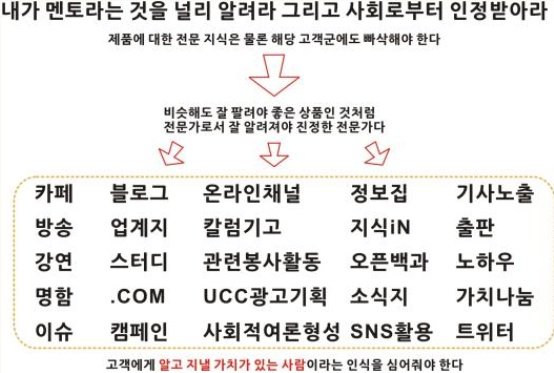 내가 멘토라는 것을 널리 알려라 그리고 사회로부터 인정받아라
제품에 대한 전문 지식은 물론 해당 고객군에도 빠삭해야 한다
비슷해도 잘 팔려야 좋은 상품인 것처럼
전문가로서 잘 알려져야 진정한 전문가다
카페 블로그 온라인채널 정보집 기사노출
방송 업계지 칼럼기고 지식iN 출판
강연 스터디 관련봉사활동 오픈백과 노하우
명함 .COM UCC광고기획 소식지 가치나눔
이슈 캠페인 사회적여론형성 SNS활용 트위터
고객에게 알고 지낼 가치가 있는 사람이라는 인식을 심어줘야 한다